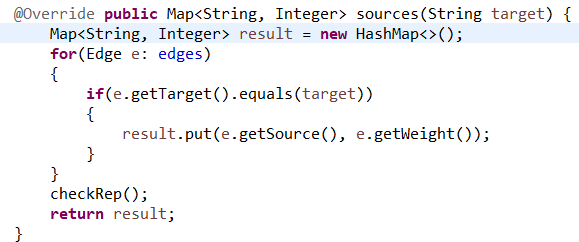 @Override public Map<String, Integer> sources(String target) {
    Map<String, Integer> result = new HashMap<>();
    for(Edge e: edges)
    {
        if(e.getTarget().equals(target))
        {
            result.put(e.getSource(), e.getWeight());
        }
    }
    checkRep();
    return result;
}